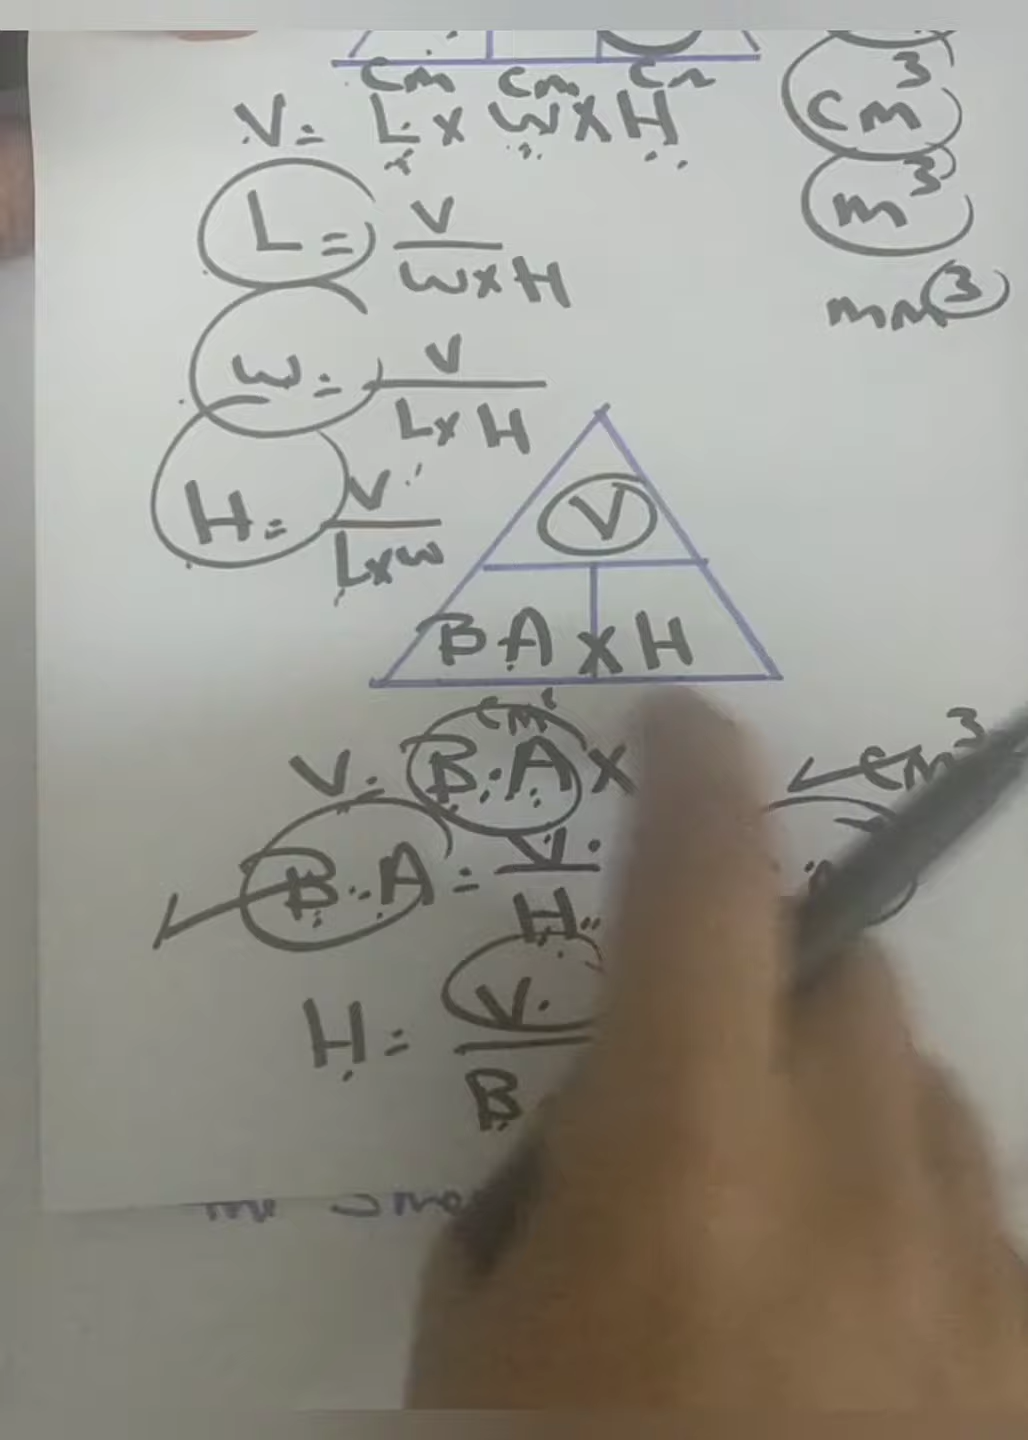 cm cm cm
V= L x W x H
cm³
m³
mm³
L = V / W x H
W = V / L x H
H = V / L x W
V
BA x H
cm²
V = B.A x
cm³
B.A = V / H
H = V / B